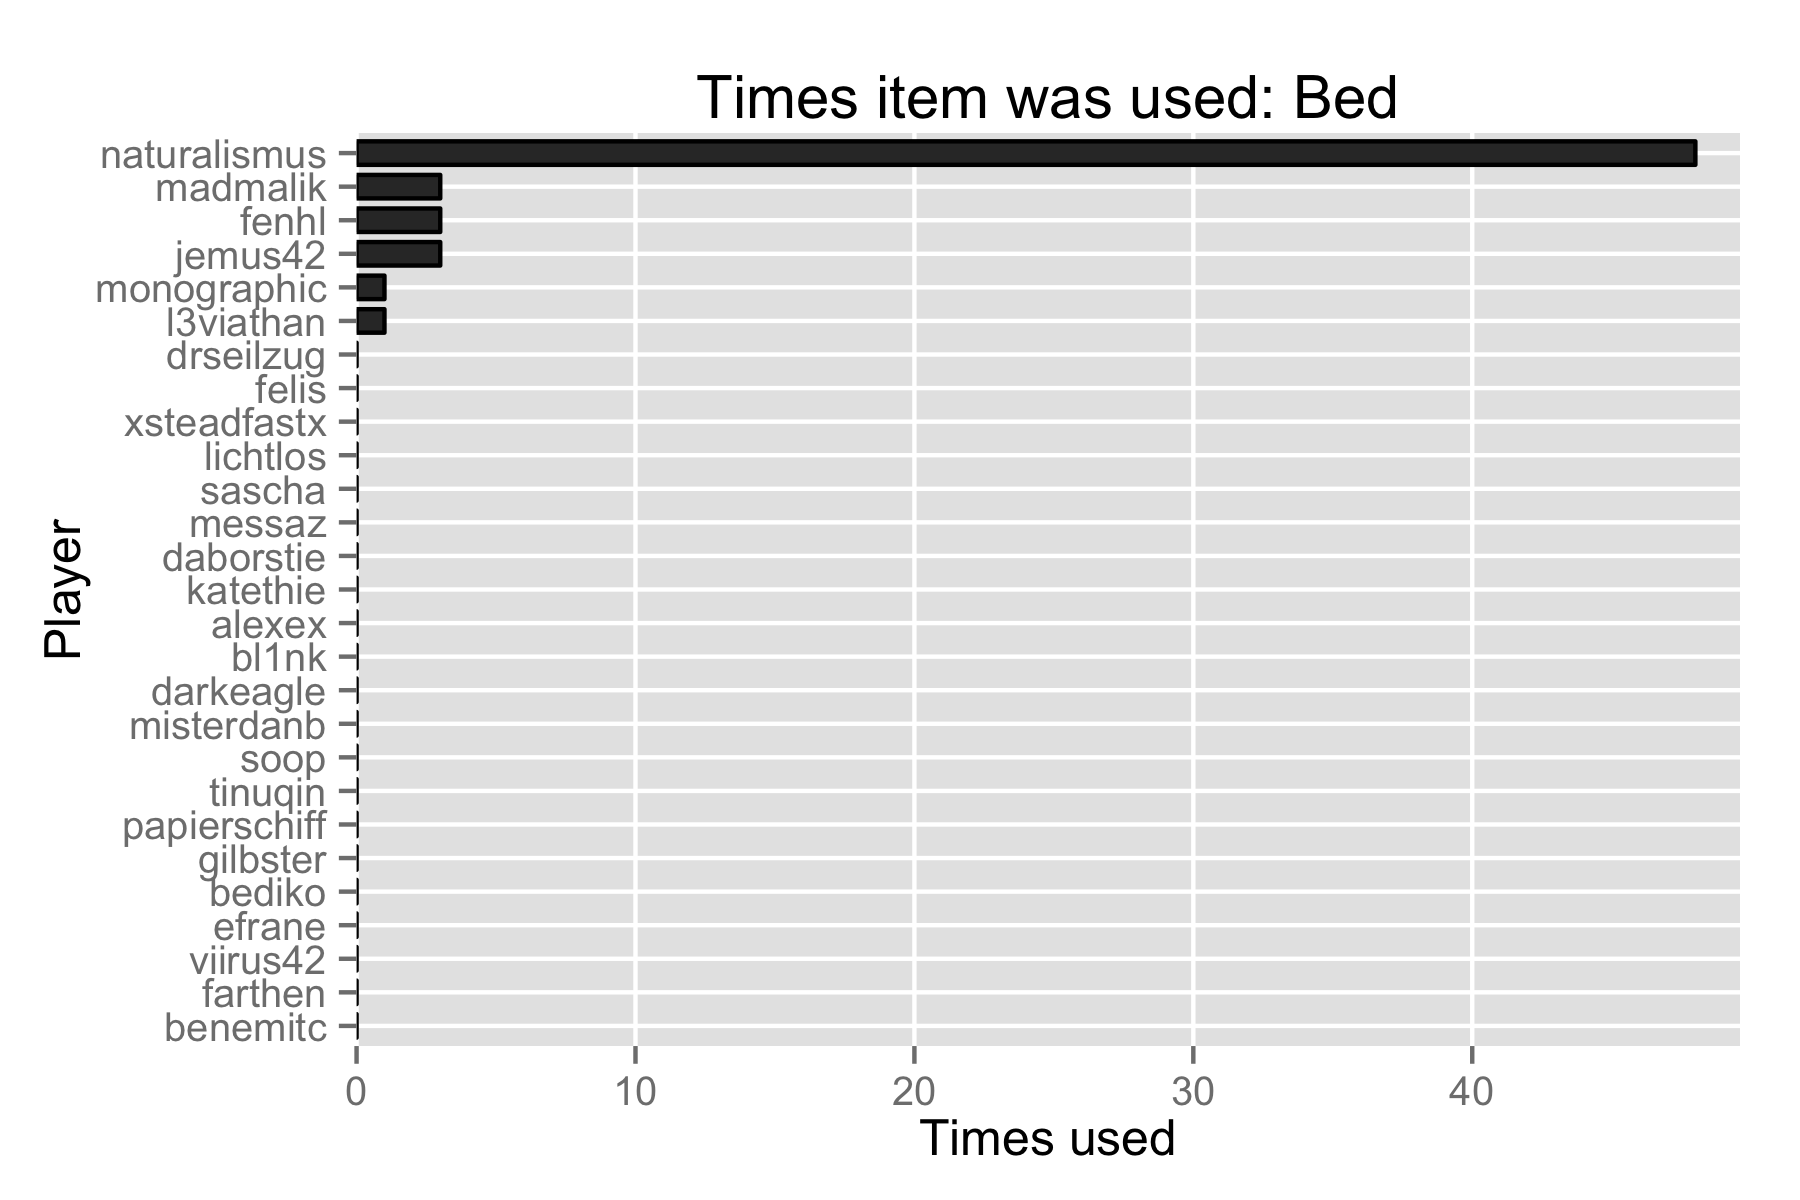 Times item was used: Bed
naturalismus
madmalik
fenhl
jemus42
monographic
l3viathan
drseilzug
felis
xsteadfastx
lichtlos
sascha
messaz
daborstie
katethie
alexex
bl1nk
darkeagle
misterdanb
soop
tinuqin
papierschiff
gilbster
bediko
efrane
viirus42
farthen
benemitc
Player
0 10 20 30 40
Times used